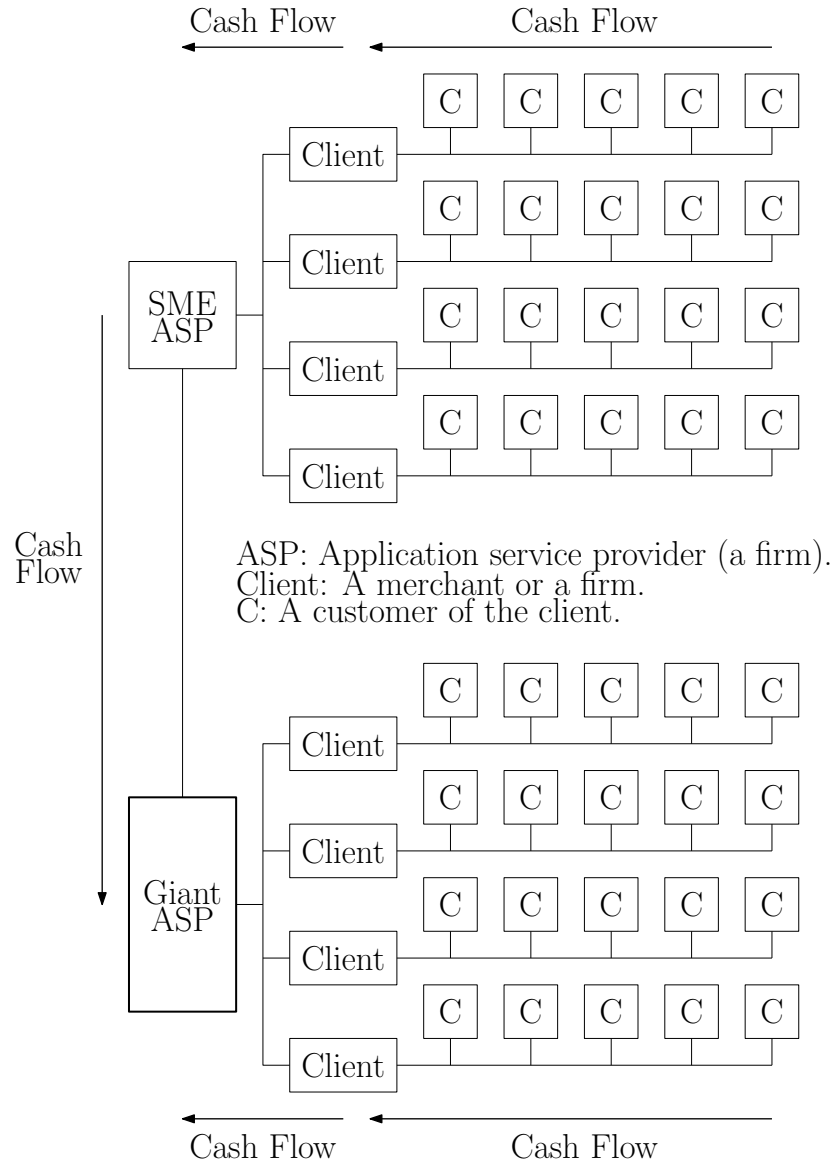 Cash Flow Cash Flow
C C C C C
Client
C C C C C
Client
SME
ASP
C C C C C
Client
C C C C C
Client
Cash
Flow
ASP: Application service provider (a firm).
Client: A merchant or a firm.
C: A customer of the client.
C C C C C
Client
C C C C C
Client
Giant
ASP
C C C C C
Client
C C C C C
Client
Cash Flow Cash Flow